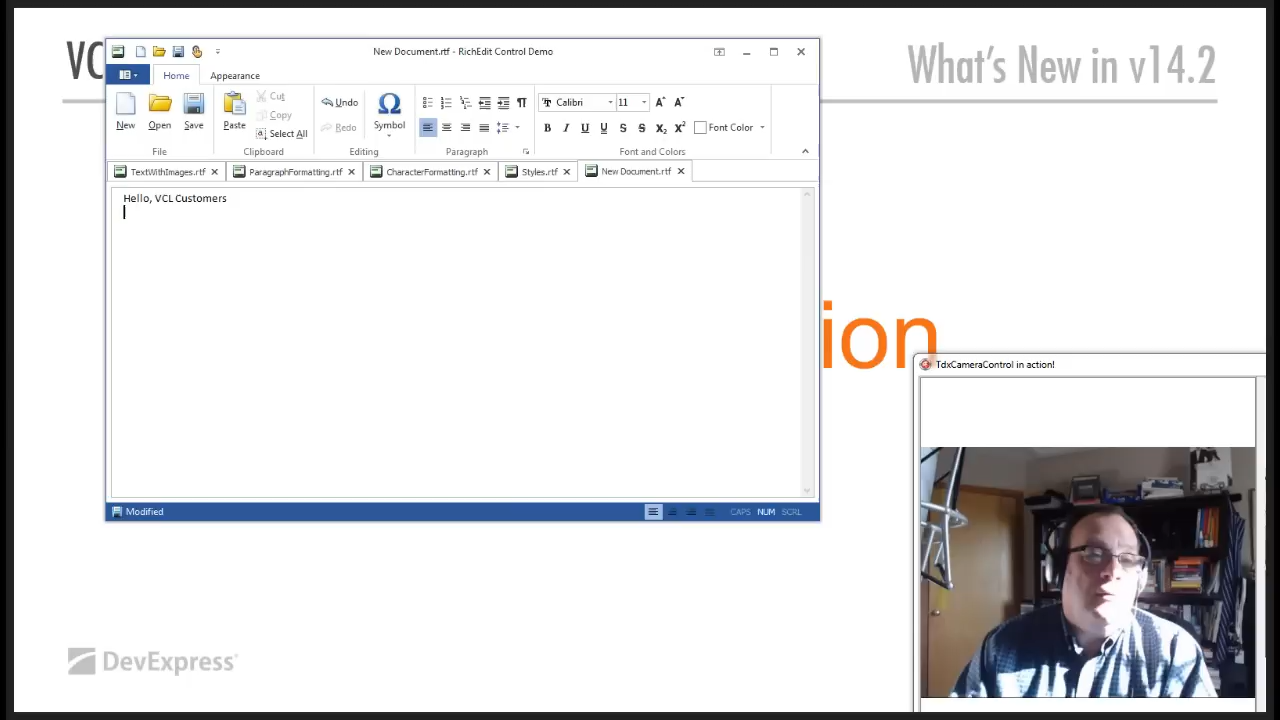 VC
What's New in v14.2
New Document.rtf - RichEdit Control Demo
Home
Appearance
New
Open
Save
File
Paste
Cut
Copy
Select All
Clipboard
Undo
Redo
Symbol
Editing
Paragraph
Calibri
11
B I U U S S X₂ X²
Font Color
Font and Colors
TextWithImages.rtf
ParagraphFormatting.rtf
CharacterFormatting.rtf
Styles.rtf
New Document.rtf
Hello, VCL Customers
ion
TdxCameraControl in action!
Modified
CAPS NUM SCRL
DevExpress